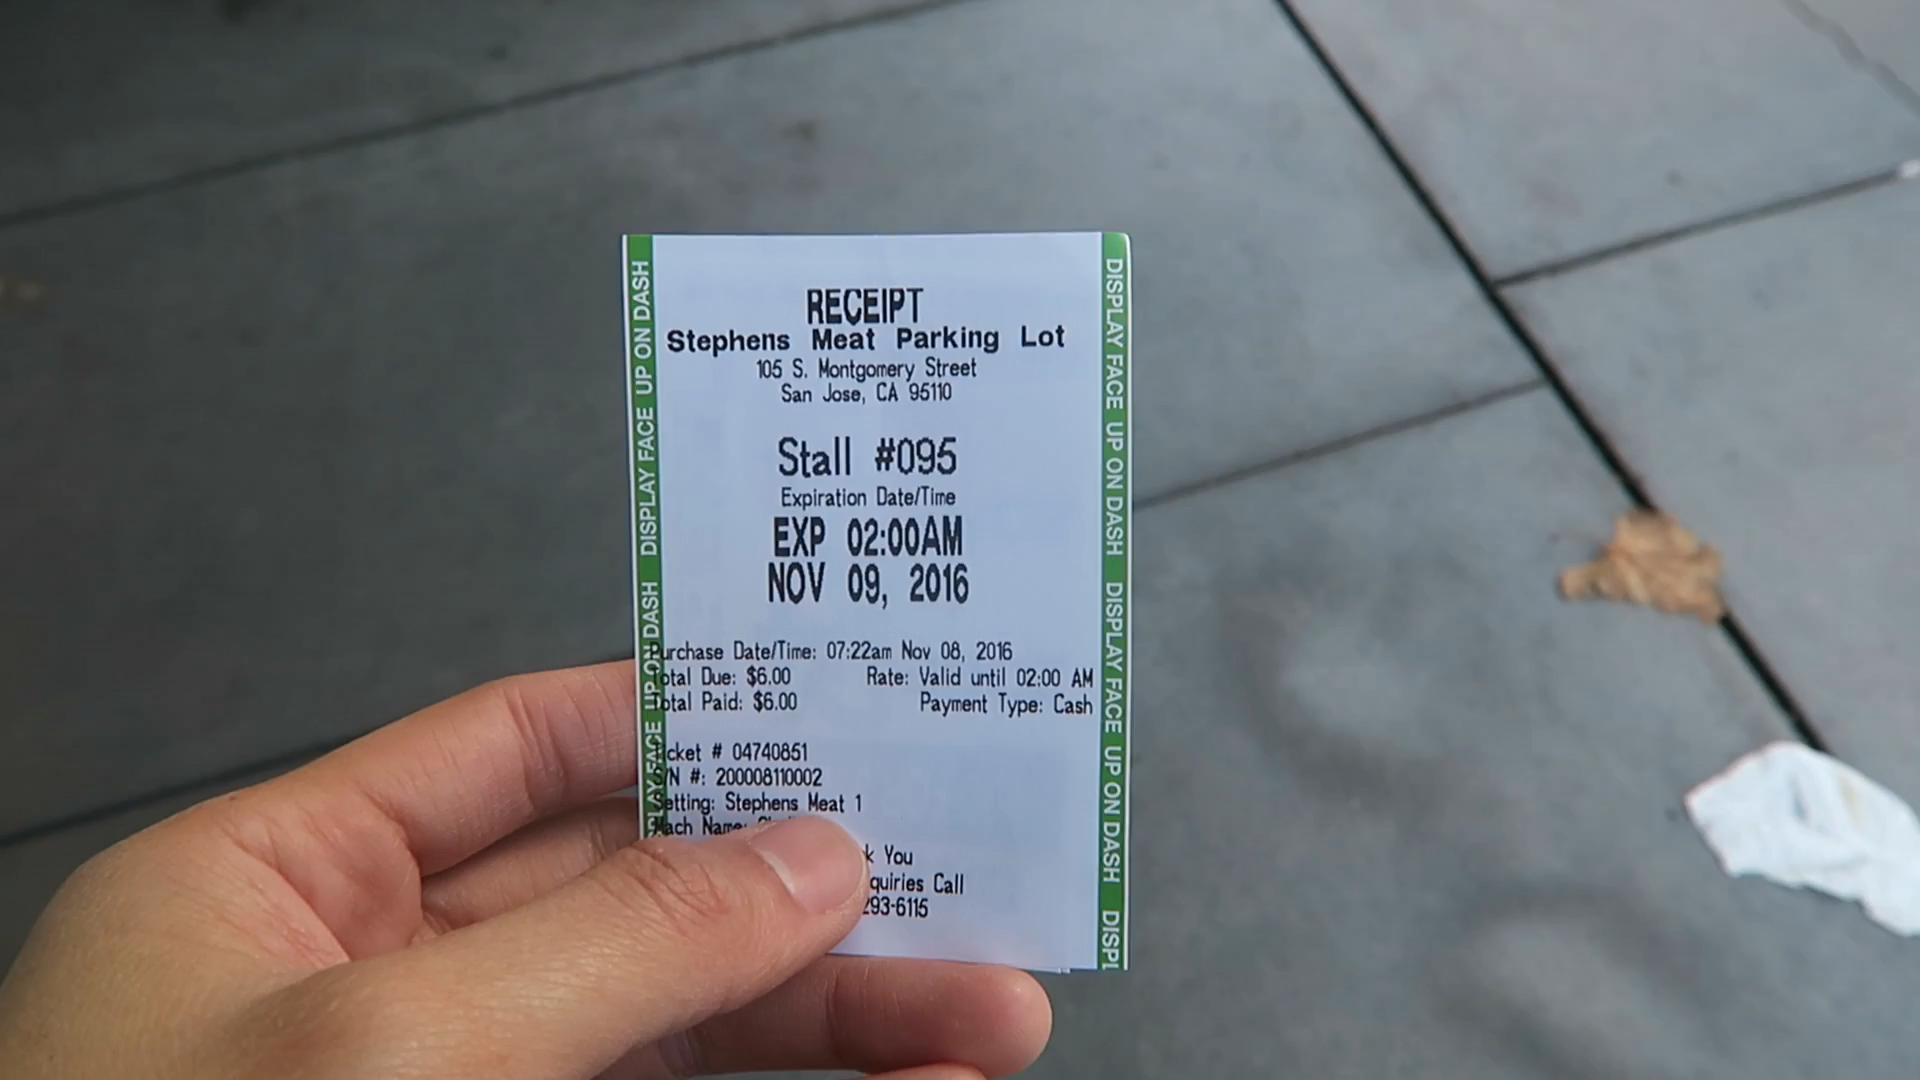 RECEIPT
Stephens Meat Parking Lot
105 S. Montgomery Street
San Jose, CA 95110
Stall #095
Expiration Date/Time
EXP 02:00AM
NOV 09, 2016
Purchase Date/Time: 07:22am Nov 08, 2016
Total Due: $6.00 Rate: Valid until 02:00 AM
Total Paid: $6.00 Payment Type: Cash
Ticket # 04740851
S/N #: 200008110002
Setting: Stephens Meat 1
Mach Name:
You
Call
293-6115
DISPLAY FACE UP ON DASH DISPLAY FACE UP ON DASH
DISPLAY FACE UP ON DASH DISPLAY FACE UP ON DASH DISPL